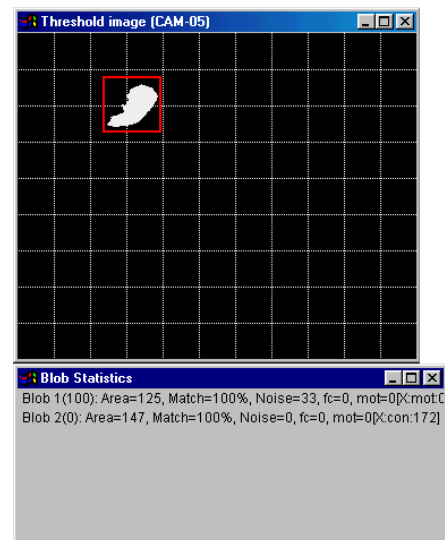 Threshold image (CAM-05)
Blob Statistics
Blob 1(100): Area=125, Match=100%, Noise=33, fc=0, mot=0[X:mot:0
Blob 2(0): Area=147, Match=100%, Noise=0, fc=0, mot=0[X:con:172]